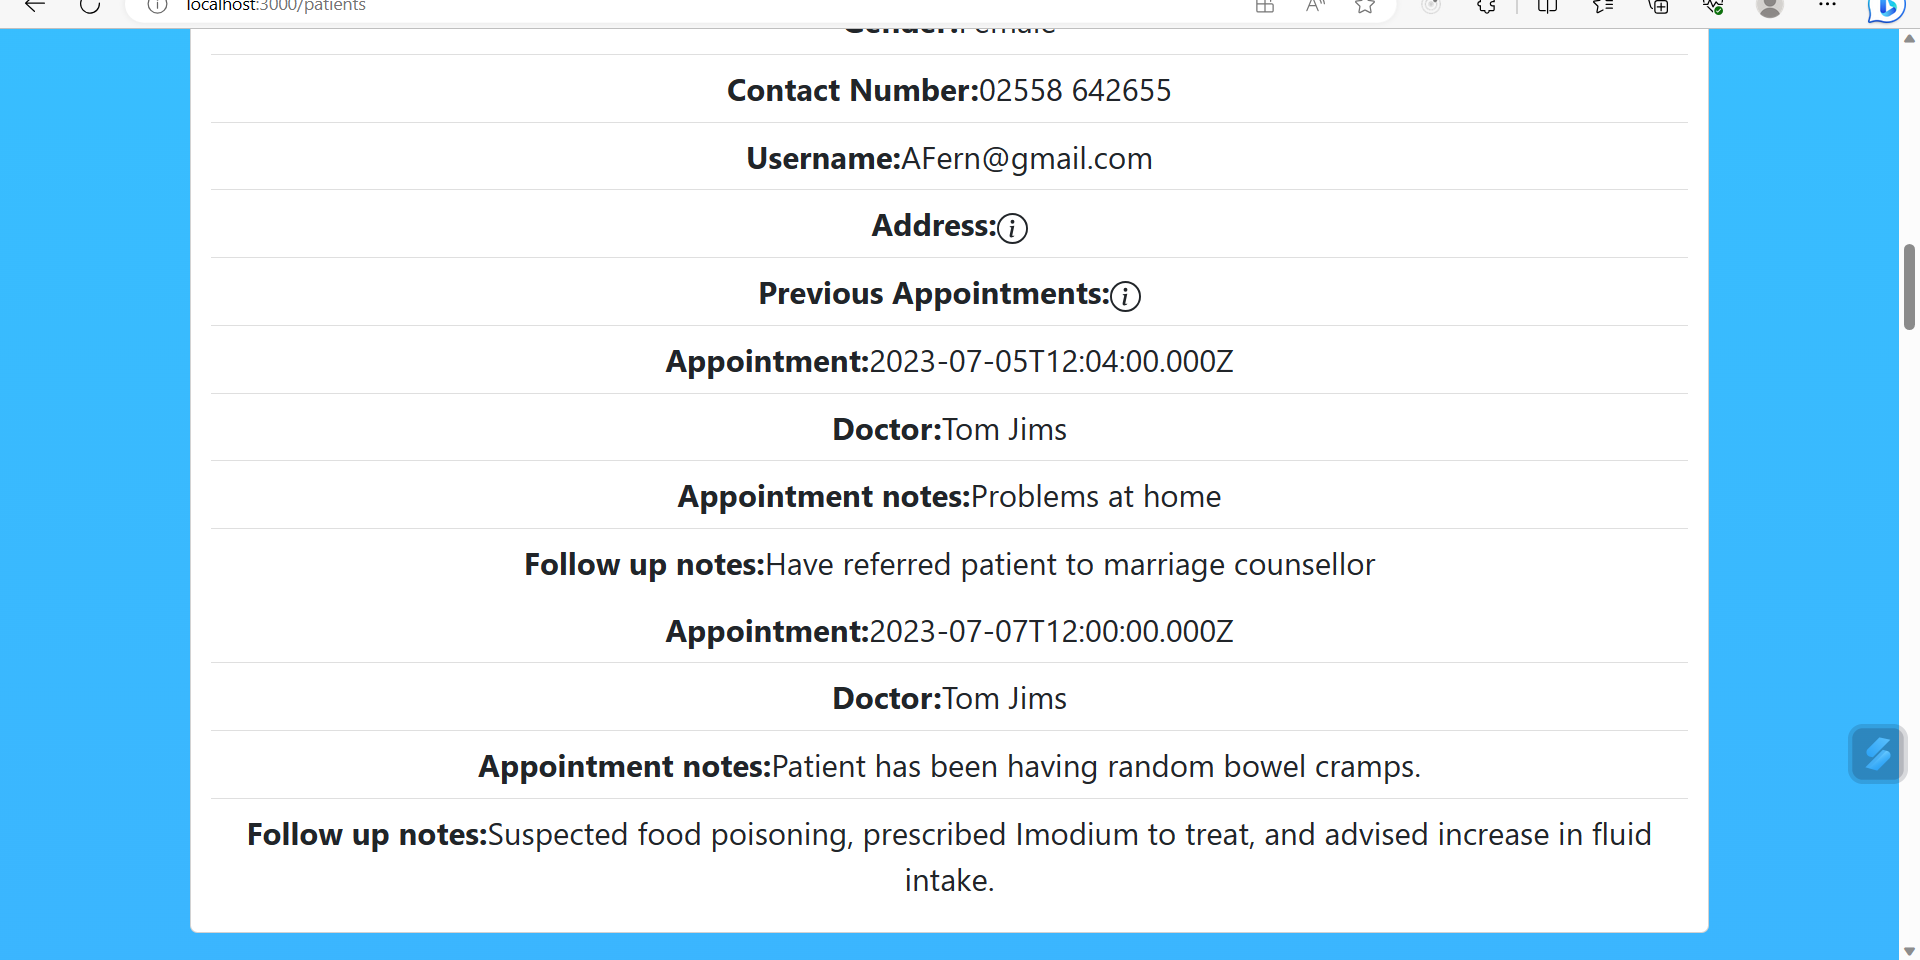 localhost:3000/patients
Gender:Female
Contact Number:02558 642655
Username:AFern@gmail.com
Address:
Previous Appointments:
Appointment:2023-07-05T12:04:00.000Z
Doctor:Tom Jims
Appointment notes:Problems at home
Follow up notes:Have referred patient to marriage counsellor
Appointment:2023-07-07T12:00:00.000Z
Doctor:Tom Jims
Appointment notes:Patient has been having random bowel cramps.
Follow up notes:Suspected food poisoning, prescribed Imodium to treat, and advised increase in fluid
intake.